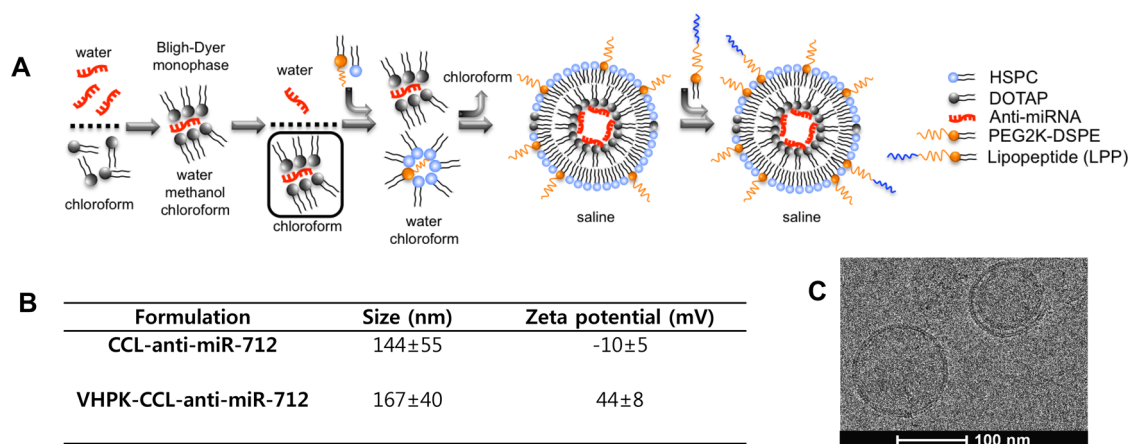 A
water
chloroform
Bligh-Dyer
monophase
water
methanol
chloroform
water
chloroform
water
chloroform
chloroform
saline
saline
HSPC
DOTAP
Anti-miRNA
PEG2K-DSPE
Lipopeptide (LPP)
B
Formulation Size (nm) Zeta potential (mV)
CCL-anti-miR-712 144±55 -10±5
VHPK-CCL-anti-miR-712 167±40 44±8
C
100 nm